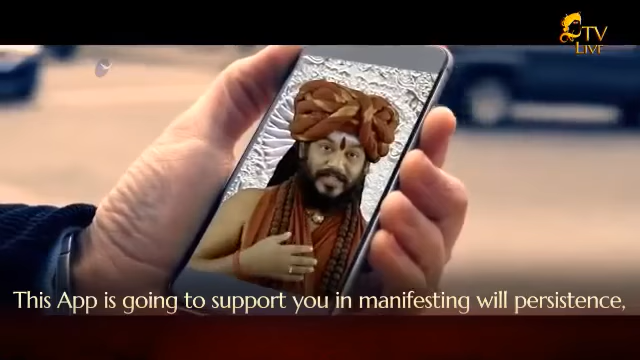 TV
LIVE
This App is going to support you in manifesting will persistence,